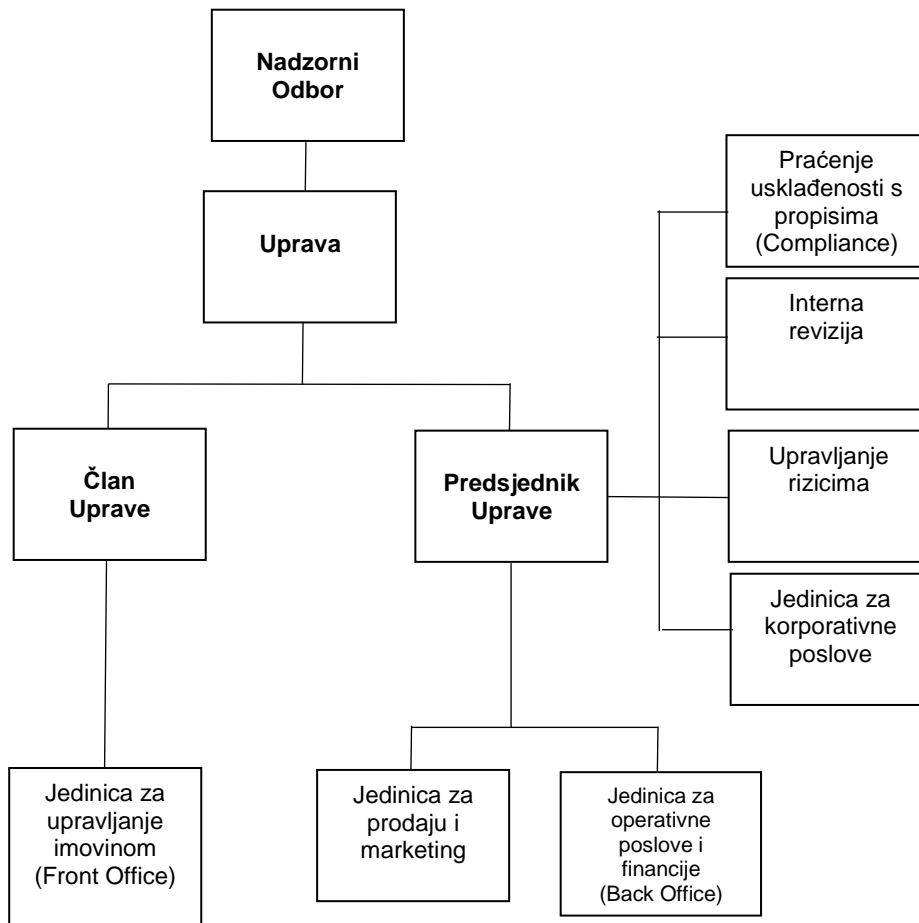 Nadzorni
Odbor
Uprava
Praćenje
usklađenosti s
propisima
(Compliance)
Interna
revizija
Član
Uprave
Predsjednik
Uprave
Upravljanje
rizicima
Jedinica za
korporativne
poslove
Jedinica za
upravljanje
imovinom
(Front Office)
Jedinica za
prodaju i
marketing
Jedinica za
operativne
poslove i
financije
(Back Office)